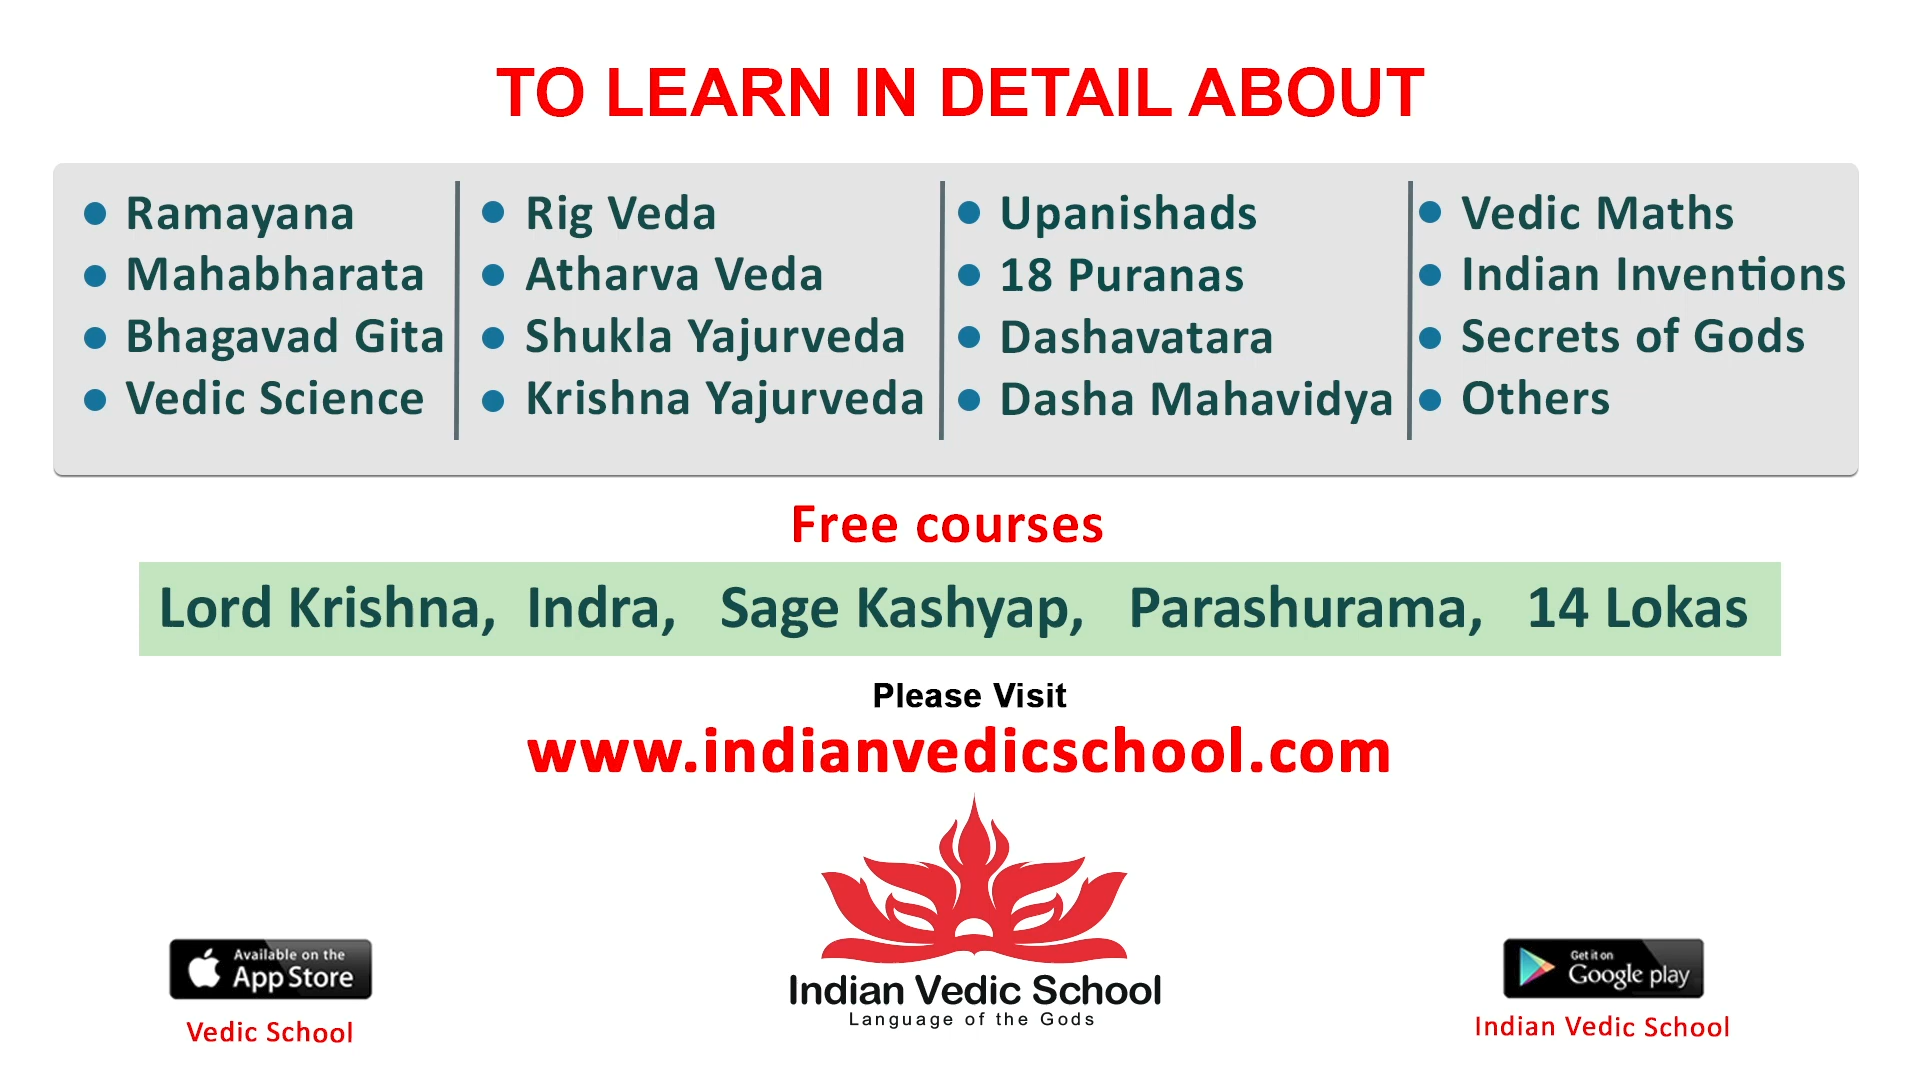 TO LEARN IN DETAIL ABOUT
Ramayana
Mahabharata
Bhagavad Gita
Vedic Science
Rig Veda
Atharva Veda
Shukla Yajurveda
Krishna Yajurveda
Upanishads
18 Puranas
Dashavatara
Dasha Mahavidya
Vedic Maths
Indian Inventions
Secrets of Gods
Others
Free courses
Lord Krishna, Indra, Sage Kashyap, Parashurama, 14 Lokas
Please Visit
www.indianvedicschool.com
Indian Vedic School
Language of the Gods
Available on the
App Store
Vedic School
Get it on
Google play
Indian Vedic School